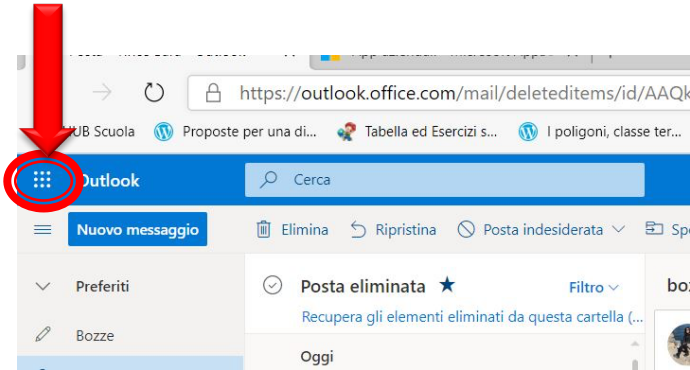 https://outlook.office.com/mail/deleteditems/id/AAQk
UB Scuola Proposte per una di... Tabella ed Esercizi s... I poligoni, classe ter...
Outlook Cerca
Nuovo messaggio Elimina Ripristina Posta indesiderata
Preferiti Posta eliminata Filtro
Recupera gli elementi eliminati da questa cartella (...
Bozze
Oggi